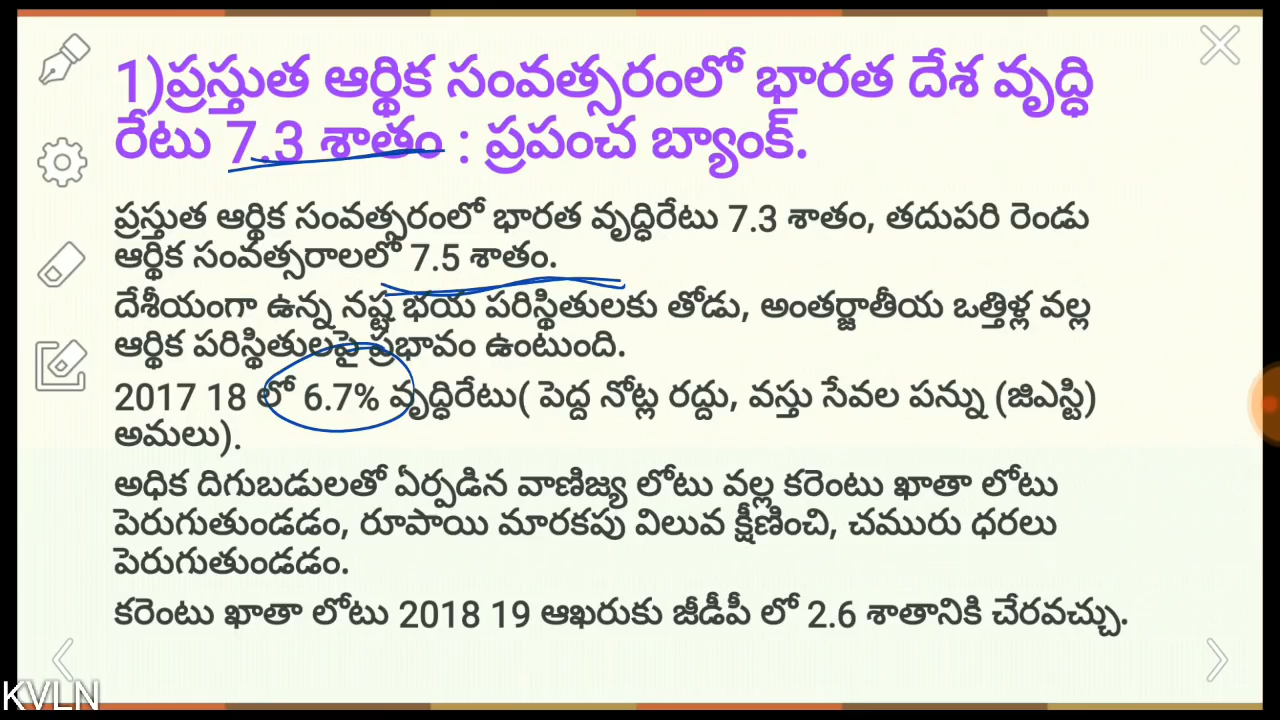 1)ప్రస్తుత ఆర్థిక సంవత్సరంలో భారత దేశ వృద్ధి
రేటు 7.3 శాతం : ప్రపంచ బ్యాంక్.
ప్రస్తుత ఆర్థిక సంవత్సరంలో భారత వృద్ధిరేటు 7.3 శాతం, తదుపరి రెండు
ఆర్థిక సంవత్సరాలలో 7.5 శాతం.
దేశీయంగా ఉన్న నష్ట భయ పరిస్థితులకు తోడు, అంతర్జాతీయ ఒత్తిళ్ల వల్ల
ఆర్థిక పరిస్థితులపై ప్రభావం ఉంటుంది.
2017 18 లో 6.7% వృద్ధిరేటు( పెద్ద నోట్ల రద్దు, వస్తు సేవల పన్ను (జిఎస్టి)
అమలు).
అధిక దిగుబడులతో ఏర్పడిన వాణిజ్య లోటు వల్ల కరెంటు ఖాతా లోటు
పెరుగుతుండడం, రూపాయి మారకపు విలువ క్షీణించి, చమురు ధరలు
పెరుగుతుండడం.
కరెంటు ఖాతా లోటు 2018 19 ఆఖరుకు జీడీపీ లో 2.6 శాతానికి చేరవచ్చు.
KVLN